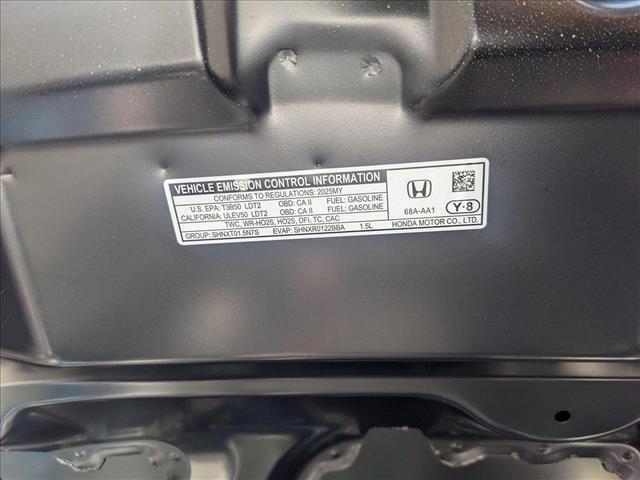 VEHICLE EMISSION CONTROL INFORMATION
CONFORMS TO REGULATIONS: 2025MY
U.S. EPA: T3B50 LDT2 OBD: CA II FUEL: GASOLINE
CALIFORNIA: ULEV50 LDT2 OBD: CA II FUEL: GASOLINE
TWC, WR-HO2S, HO2S, DFI, TC, CAC
GROUP: SHNXT01.5N7S EVAP: SHNXR0122BBA 1.5L
68A-AA1 Y-8
HONDA MOTOR CO., LTD.